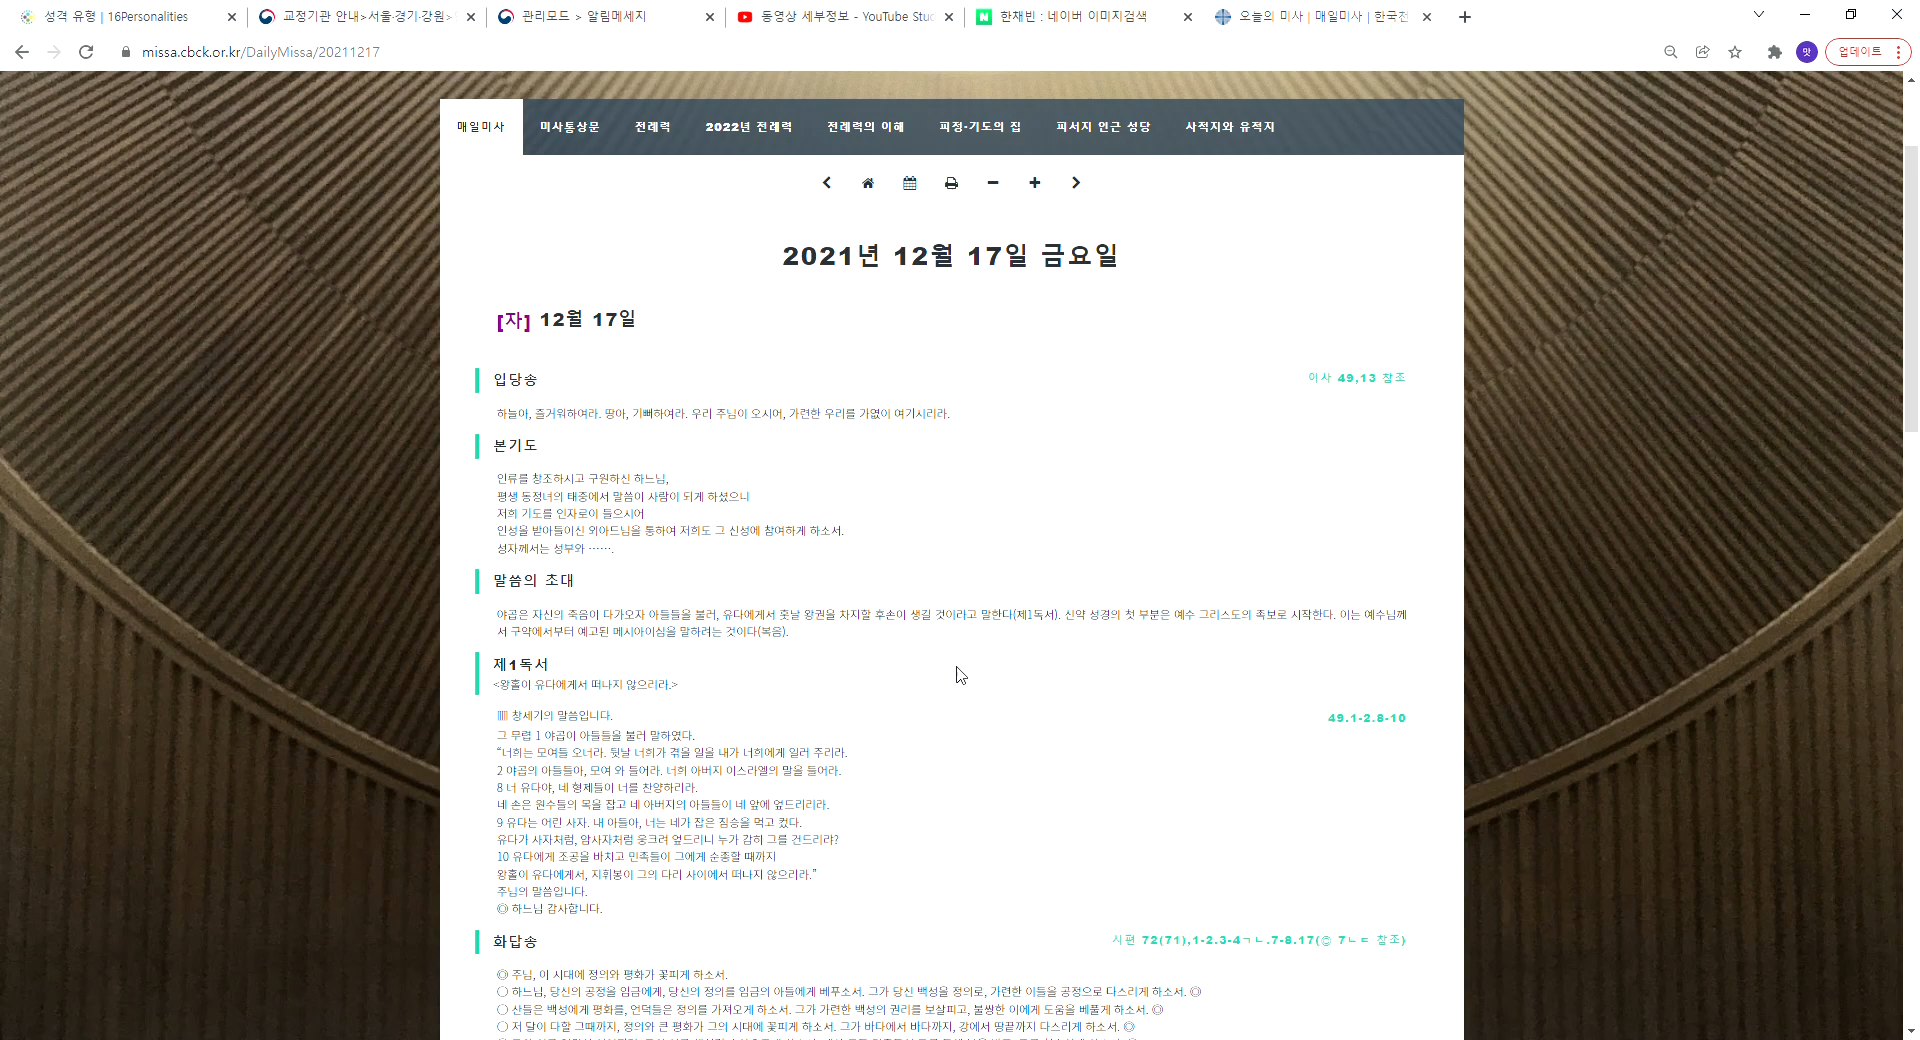 성격 유형 | 16Personalities
교정기관 안내>서울·경기·강원>
관리모드 > 알림메세지
동영상 세부정보 - YouTube Stud
한채빈 : 네이버 이미지검색
오늘의 미사 | 매일미사 | 한국천
missa.cbck.or.kr/DailyMissa/20211217
맛
업데이트
매일미사 미사통상문 전례력 2022년 전례력 전례력의 이해 피정·기도의 집 피서지 인근 성당 사적지와 유적지
2021년 12월 17일 금요일
[자] 12월 17일
입당송 이사 49,13 참조
하늘아, 즐거워하여라. 땅아, 기뻐하여라. 우리 주님이 오시어, 가련한 우리를 가엾이 여기시리라.
본기도
인류를 창조하시고 구원하신 하느님,
평생 동정녀의 태중에서 말씀이 사람이 되게 하셨으니
저희 기도를 인자로이 들으시어
인성을 받아들이신 외아드님을 통하여 저희도 그 신성에 참여하게 하소서.
성자께서는 성부와 …….
말씀의 초대
야곱은 자신의 죽음이 다가오자 아들들을 불러, 유다에게서 훗날 왕권을 차지할 후손이 생길 것이라고 말한다(제1독서). 신약 성경의 첫 부분은 예수 그리스도의 족보로 시작한다. 이는 예수님께
서 구약에서부터 예고된 메시아이심을 말하려는 것이다(복음).
제1독서
<왕홀이 유다에게서 떠나지 않으리라.>
창세기의 말씀입니다. 49,1-2.8-10
그 무렵 1 야곱이 아들들을 불러 말하였다.
“너희는 모여들 오너라. 뒷날 너희가 겪을 일을 내가 너희에게 일러 주리라.
2 야곱의 아들들아, 모여 와 들어라. 너희 아버지 이스라엘의 말을 들어라.
8 너 유다야, 네 형제들이 너를 찬양하리라.
네 손은 원수들의 목을 잡고 네 아버지의 아들들이 네 앞에 엎드리리라.
9 유다는 어린 사자. 내 아들아, 너는 네가 잡은 짐승을 먹고 컸다.
유다가 사자처럼, 암사자처럼 웅크려 엎드리니 누가 감히 그를 건드리랴?
10 유다에게 조공을 바치고 민족들이 그에게 순종할 때까지
왕홀이 유다에게서, 지휘봉이 그의 다리 사이에서 떠나지 않으리라.”
주님의 말씀입니다.
◎ 하느님 감사합니다.
화답송 시편 72(71),1-2.3-4ㄱㄴ.7-8.17(◎ 7ㄴㄷ 참조)
◎ 주님, 이 시대에 정의와 평화가 꽃피게 하소서.
○ 하느님, 당신의 공정을 임금에게, 당신의 정의를 임금의 아들에게 베푸소서. 그가 당신 백성을 정의로, 가련한 이들을 공정으로 다스리게 하소서. ◎
○ 산들은 백성에게 평화를, 언덕들은 정의를 가져오게 하소서. 그가 가련한 백성의 권리를 보살피고, 불쌍한 이에게 도움을 베풀게 하소서. ◎
○ 저 달이 다할 그때까지, 정의와 큰 평화가 그의 시대에 꽃피게 하소서. 그가 바다에서 바다까지, 강에서 땅끝까지 다스리게 하소서. ◎